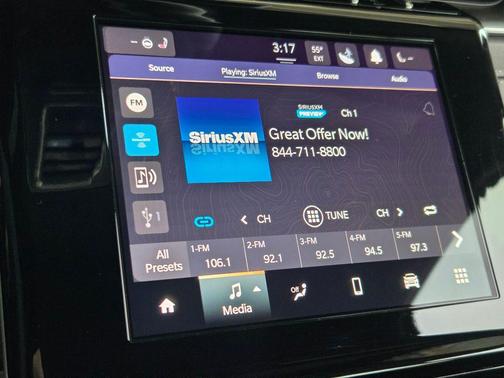 3:17
55°
EXT
Source
Playing: SiriusXM
Browse
Audio
FM
SIRIUSXM
PREVIEW
Ch 1
SiriusXM
Great Offer Now!
844-711-8800
1
CH
TUNE
CH
All
Presets
1-FM
106.1
2-FM
92.1
3-FM
92.5
4-FM
94.5
5-FM
97.3
Media
Off